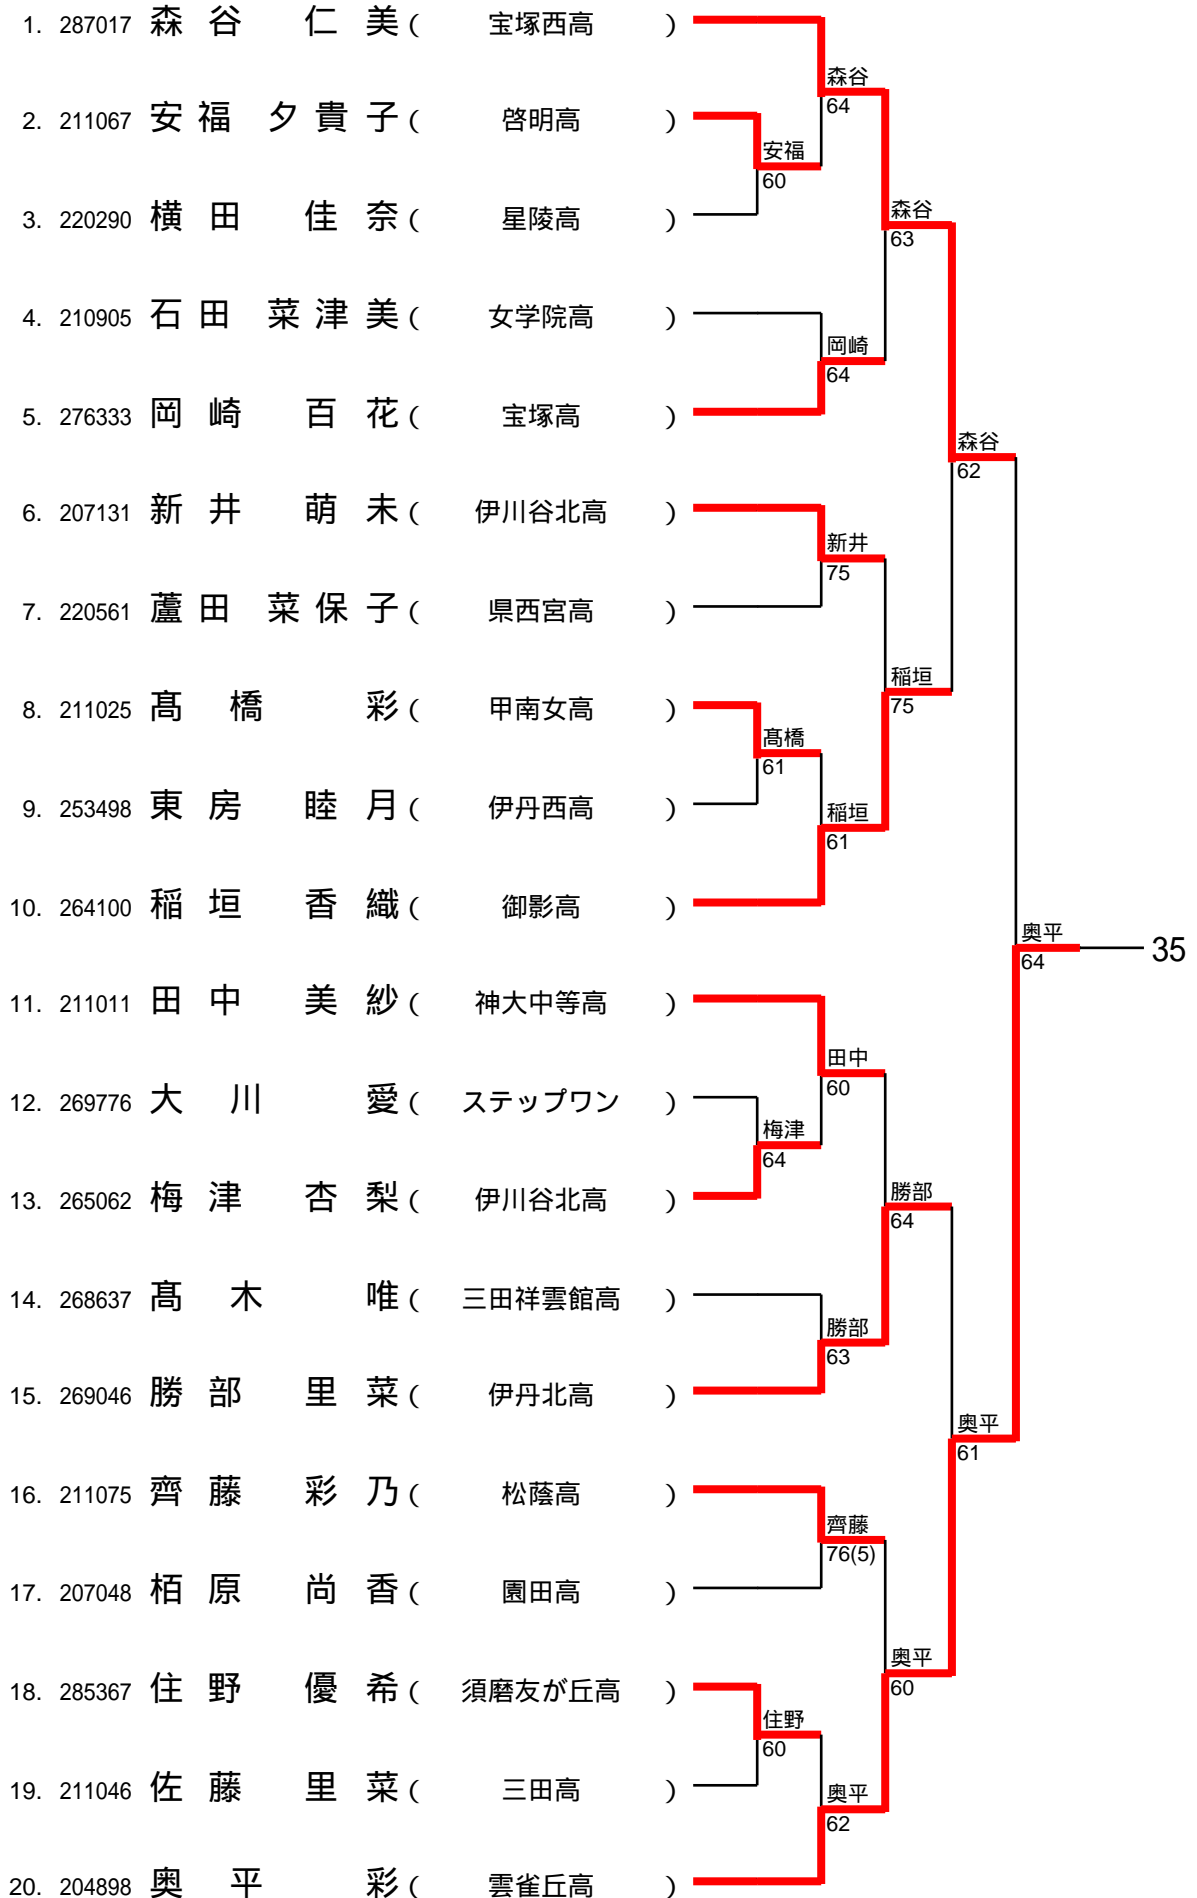 1. 287017 森谷 仁美 ( 宝塚西高 )
森谷
64
2. 211067 安福 夕貴子 ( 啓明高 )
安福
60
3. 220290 横田 佳奈 ( 星陵高 )
森谷
63
4. 210905 石田 菜津美 ( 女学院高 )
岡崎
64
5. 276333 岡崎 百花 ( 宝塚高 )
森谷
62
6. 207131 新井 萌未 ( 伊川谷北高 )
新井
75
7. 220561 蘆田 菜保子 ( 県西宮高 )
稲垣
75
8. 211025 髙橋 彩 ( 甲南女高 )
髙橋
61
9. 253498 東房 睦月 ( 伊丹西高 )
稲垣
61
10. 264100 稲垣 香織 ( 御影高 )
奥平
64
35
11. 211011 田中 美紗 ( 神大中等高 )
田中
60
12. 269776 大川 愛 ( ステップワン )
梅津
64
13. 265062 梅津 杏梨 ( 伊川谷北高 )
勝部
64
14. 268637 髙木 唯 ( 三田祥雲館高 )
勝部
63
15. 269046 勝部 里菜 ( 伊丹北高 )
奥平
61
16. 211075 齊藤 彩乃 ( 松蔭高 )
齊藤
76(5)
17. 207048 栢原 尚香 ( 園田高 )
奥平
60
18. 285367 住野 優希 ( 須磨友が丘高 )
住野
60
19. 211046 佐藤 里菜 ( 三田高 )
奥平
62
20. 204898 奥平 彩 ( 雲雀丘高 )